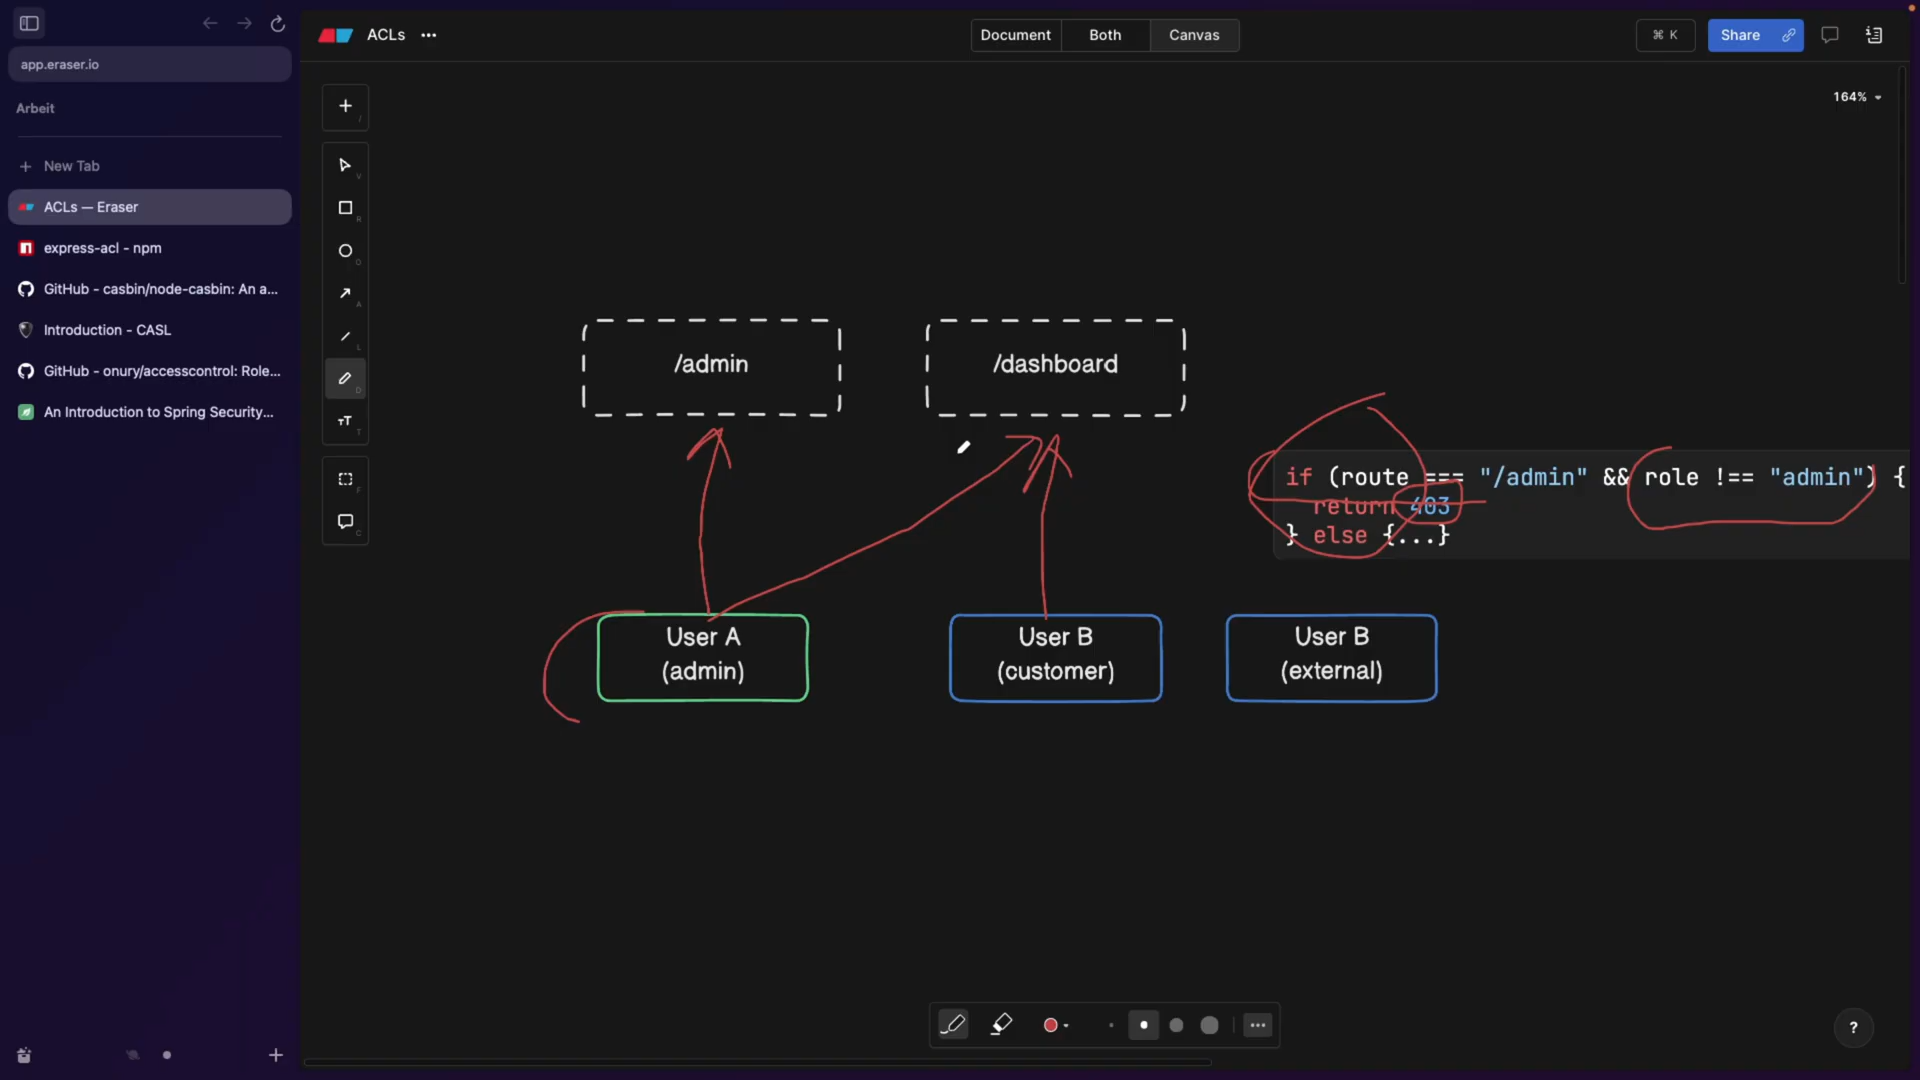 app.eraser.io
Arbeit
New Tab
ACLs — Eraser
express-acl - npm
GitHub - casbin/node-casbin: An a...
Introduction - CASL
GitHub - onury/accesscontrol: Role...
An Introduction to Spring Security...
ACLs
Document
Both
Canvas
⌘ K
Share
164%
/
V
R
O
A
L
D
T
F
C
/admin
/dashboard
if (route === "/admin" && role !== "admin") {
return 403
} else {...}
User A
(admin)
User B
(customer)
User B
(external)
?